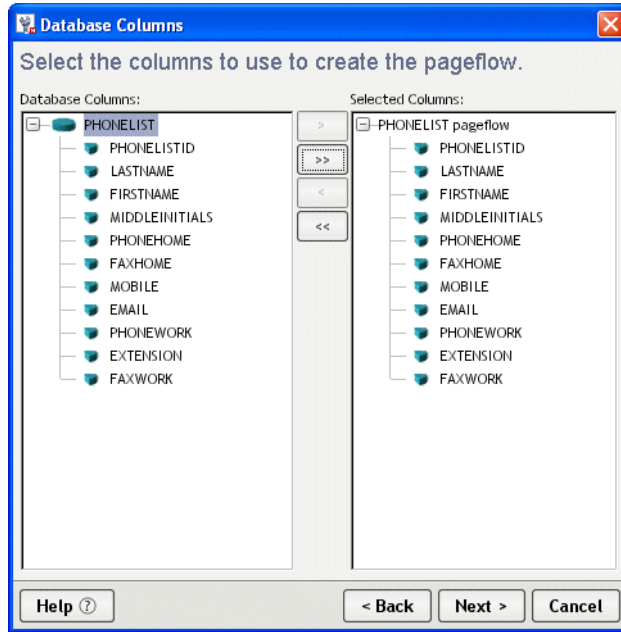 Database Columns
Select the columns to use to create the pageflow.
Database Columns:
PHONELIST
PHONELISTID
LASTNAME
FIRSTNAME
MIDDLEINITIALS
PHONEHOME
FAXHOME
MOBILE
EMAIL
PHONEWORK
EXTENSION
FAXWORK
>
>>
<
<<
Selected Columns:
PHONELIST pageflow
PHONELISTID
LASTNAME
FIRSTNAME
MIDDLEINITIALS
PHONEHOME
FAXHOME
MOBILE
EMAIL
PHONEWORK
EXTENSION
FAXWORK
Help ?
< Back
Next >
Cancel